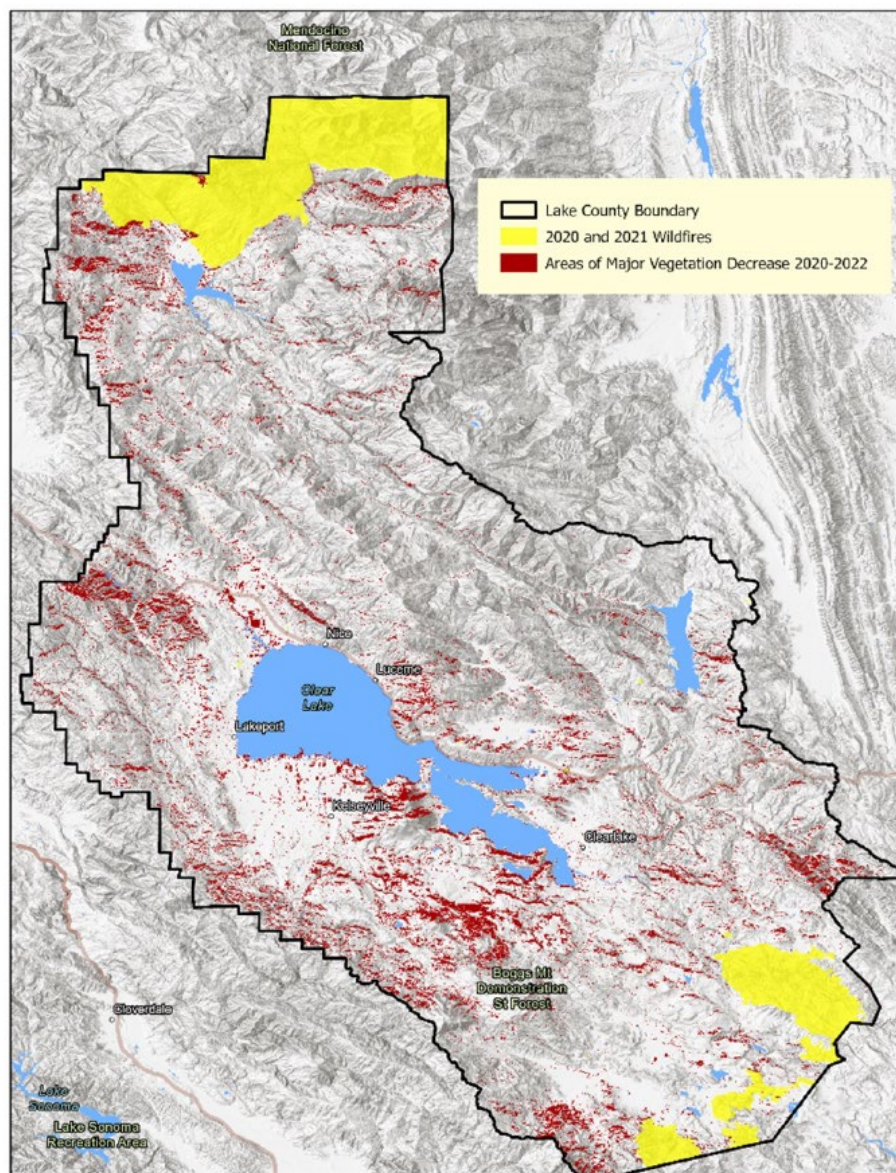 Mendocino
National Forest
Lake County Boundary
2020 and 2021 Wildfires
Areas of Major Vegetation Decrease 2020-2022
Nice
Lucerne
Clear
Lake
Lakeport
Kelseyville
Clearlake
Boggs Mt
Demonstration
St Forest
Cloverdale
Lake
Sonoma
Lake Sonoma
Recreation Area